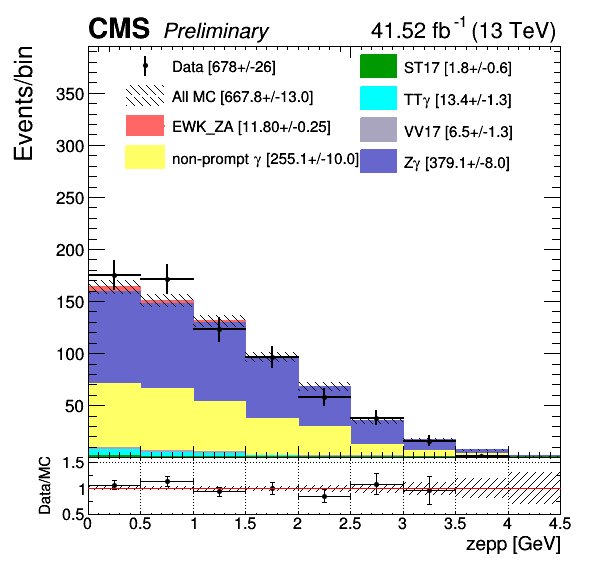 CMS Preliminary 41.52 fb⁻¹ (13 TeV)
Events/bin
Data [678+/-26]
All MC [667.8+/-13.0]
EWK_ZA [11.80+/-0.25]
non-prompt γ [255.1+/-10.0]
ST17 [1.8+/-0.6]
TTγ [13.4+/-1.3]
VV17 [6.5+/-1.3]
Zγ [379.1+/-8.0]
350
300
250
200
150
100
50
Data/MC
1.5
1
0.5
0 0.5 1 1.5 2 2.5 3 3.5 4 4.5
zepp [GeV]